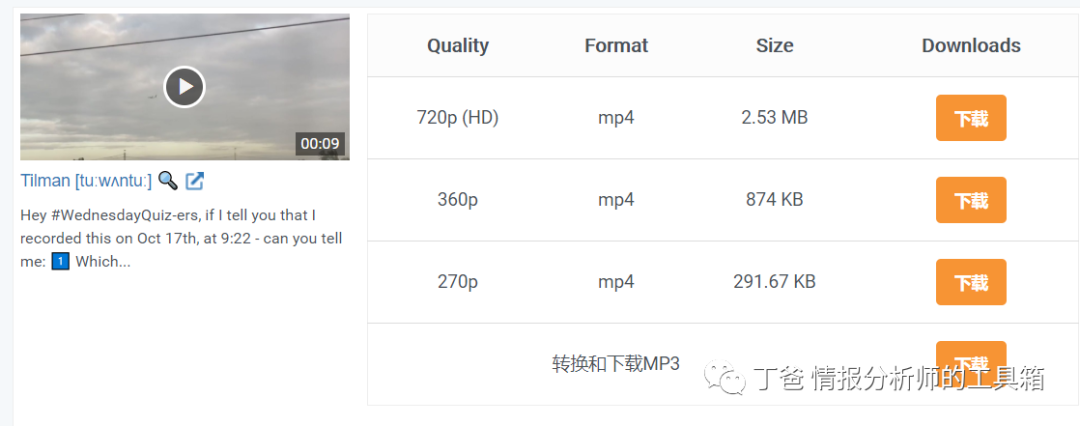 Quality Format Size Downloads
720p (HD) mp4 2.53 MB 下载
00:09
Tilman [tuːwʌntuː]
360p mp4 874 KB 下载
Hey #WednesdayQuiz-ers, if I tell you that I
recorded this on Oct 17th, at 9:22 - can you tell
me: 1 Which...
270p mp4 291.67 KB 下载
转换和下载MP3 下载
丁爸 情报分析师的工具箱